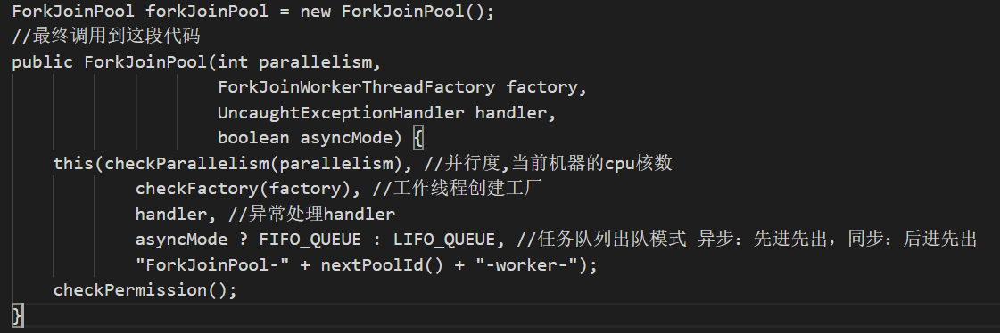 ForkJoinPool forkJoinPool = new ForkJoinPool();
//最终调用到这段代码
public ForkJoinPool(int parallelism,
                    ForkJoinWorkerThreadFactory factory,
                    UncaughtExceptionHandler handler,
                    boolean asyncMode) {
    this(checkParallelism(parallelism), //并行度,当前机器的cpu核数
            checkFactory(factory), //工作线程创建工厂
            handler, //异常处理handler
            asyncMode ? FIFO_QUEUE : LIFO_QUEUE, //任务队列出队模式 异步：先进先出，同步：后进先出
            "ForkJoinPool-" + nextPoolId() + "-worker-");
    checkPermission();
}